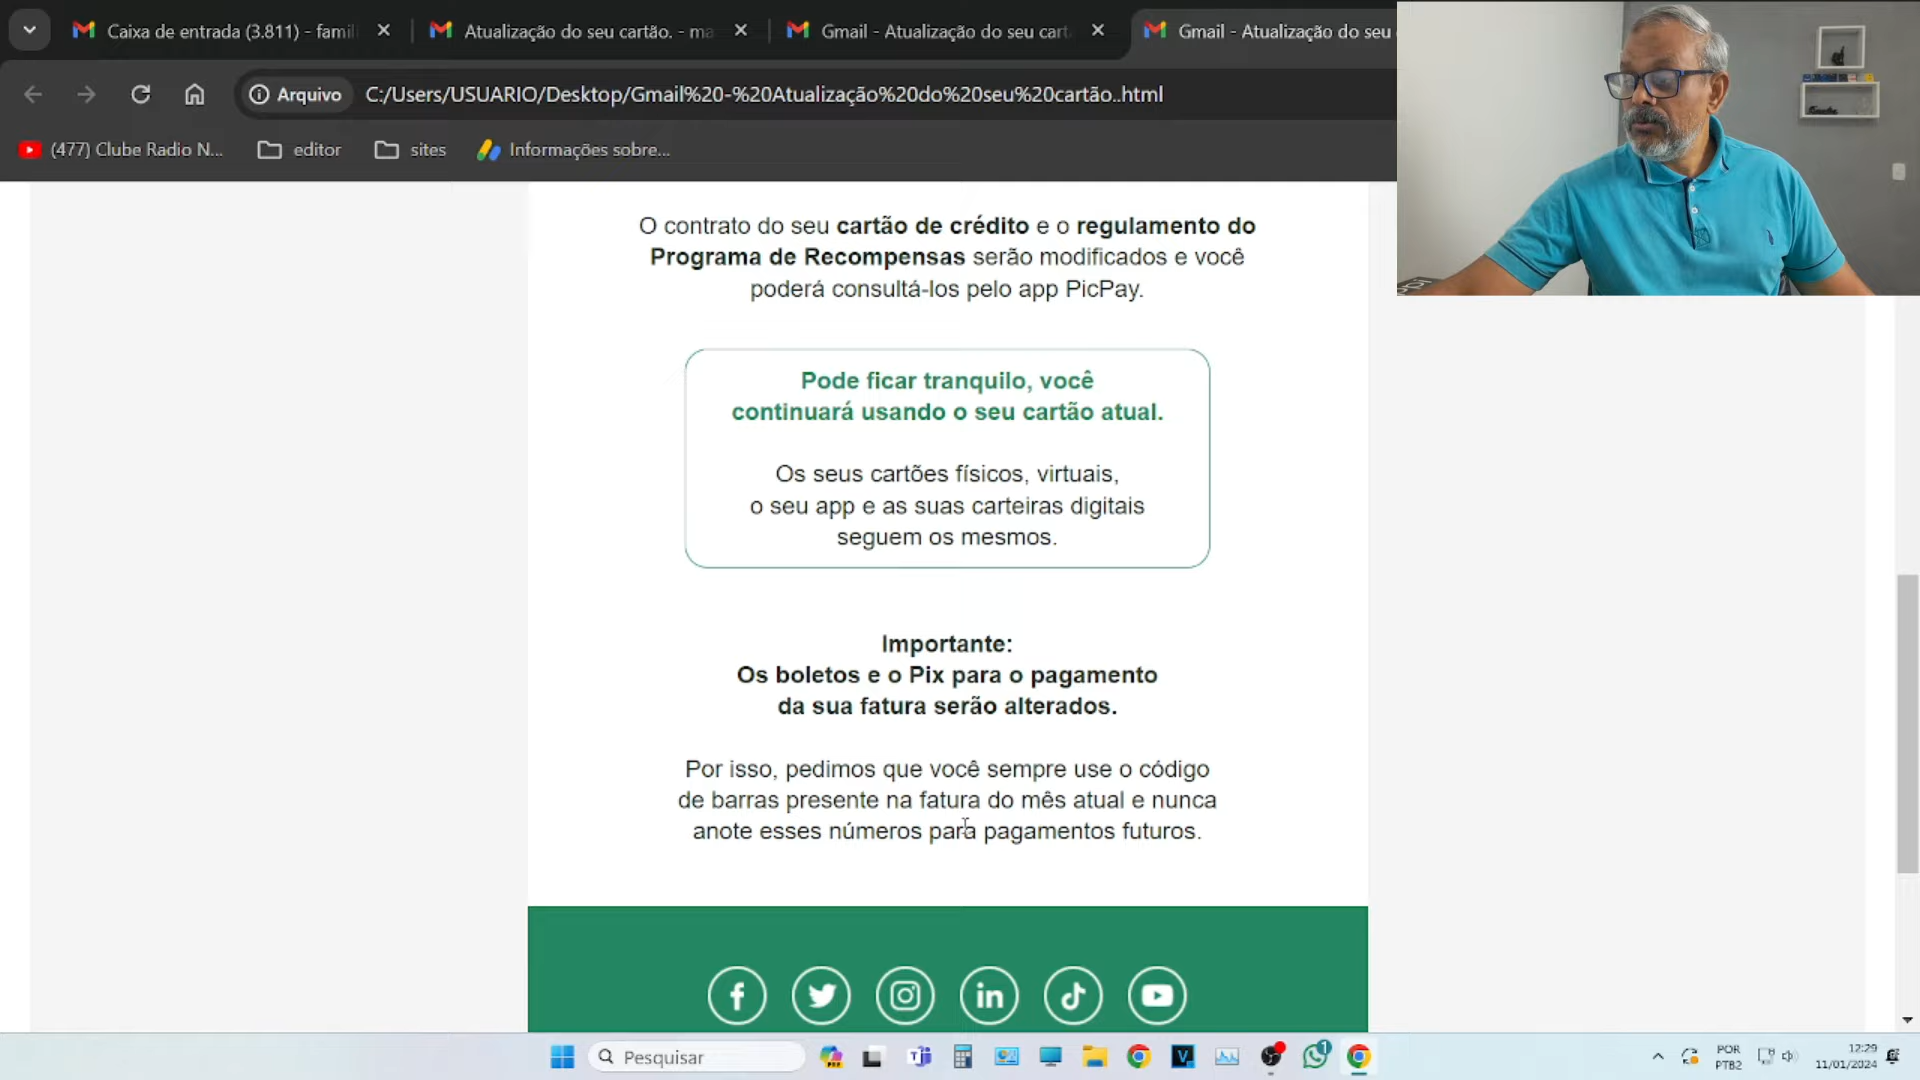 Caixa de entrada (3.811) - famil
Atualização do seu cartão. - ma
Gmail - Atualização do seu cart
Gmail - Atualização do seu
Arquivo
C:/Users/USUARIO/Desktop/Gmail%20-%20Atualização%20do%20seu%20cartão..html
(477) Clube Radio N...
editor
sites
Informações sobre...
O contrato do seu cartão de crédito e o regulamento do
Programa de Recompensas serão modificados e você
poderá consultá-los pelo app PicPay.
Pode ficar tranquilo, você
continuará usando o seu cartão atual.
Os seus cartões físicos, virtuais,
o seu app e as suas carteiras digitais
seguem os mesmos.
Importante:
Os boletos e o Pix para o pagamento
da sua fatura serão alterados.
Por isso, pedimos que você sempre use o código
de barras presente na fatura do mês atual e nunca
anote esses números para pagamentos futuros.
Pesquisar
POR
PTB2
12:29
11/01/2024